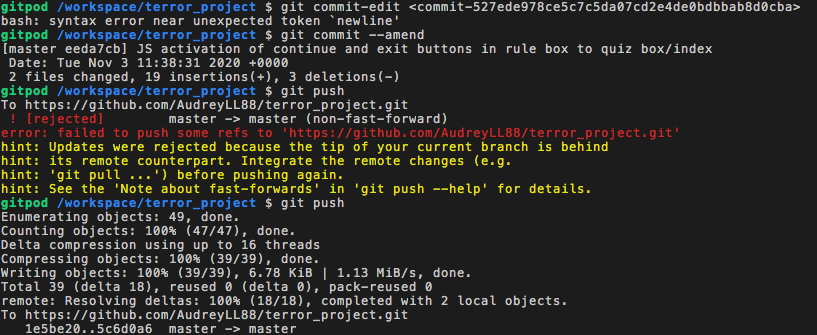 gitpod /workspace/terror_project $ git commit-edit <commit-527ede978ce5c7c5da07cd2e4de0bdbbab8d0cba>
bash: syntax error near unexpected token `newline'
gitpod /workspace/terror_project $ git commit --amend
[master eeda7cb] JS activation of continue and exit buttons in rule box to quiz box/index
 Date: Tue Nov 3 11:38:31 2020 +0000
 2 files changed, 19 insertions(+), 3 deletions(-)
gitpod /workspace/terror_project $ git push
To https://github.com/AudreyLL88/terror_project.git
 ! [rejected]        master -> master (non-fast-forward)
error: failed to push some refs to 'https://github.com/AudreyLL88/terror_project.git'
hint: Updates were rejected because the tip of your current branch is behind
hint: its remote counterpart. Integrate the remote changes (e.g.
hint: 'git pull ...') before pushing again.
hint: See the 'Note about fast-forwards' in 'git push --help' for details.
gitpod /workspace/terror_project $ git push
Enumerating objects: 49, done.
Counting objects: 100% (47/47), done.
Delta compression using up to 16 threads
Compressing objects: 100% (39/39), done.
Writing objects: 100% (39/39), 6.78 KiB | 1.13 MiB/s, done.
Total 39 (delta 18), reused 0 (delta 0), pack-reused 0
remote: Resolving deltas: 100% (18/18), completed with 2 local objects.
To https://github.com/AudreyLL88/terror_project.git
   1e5be20..5c6d0a6  master -> master